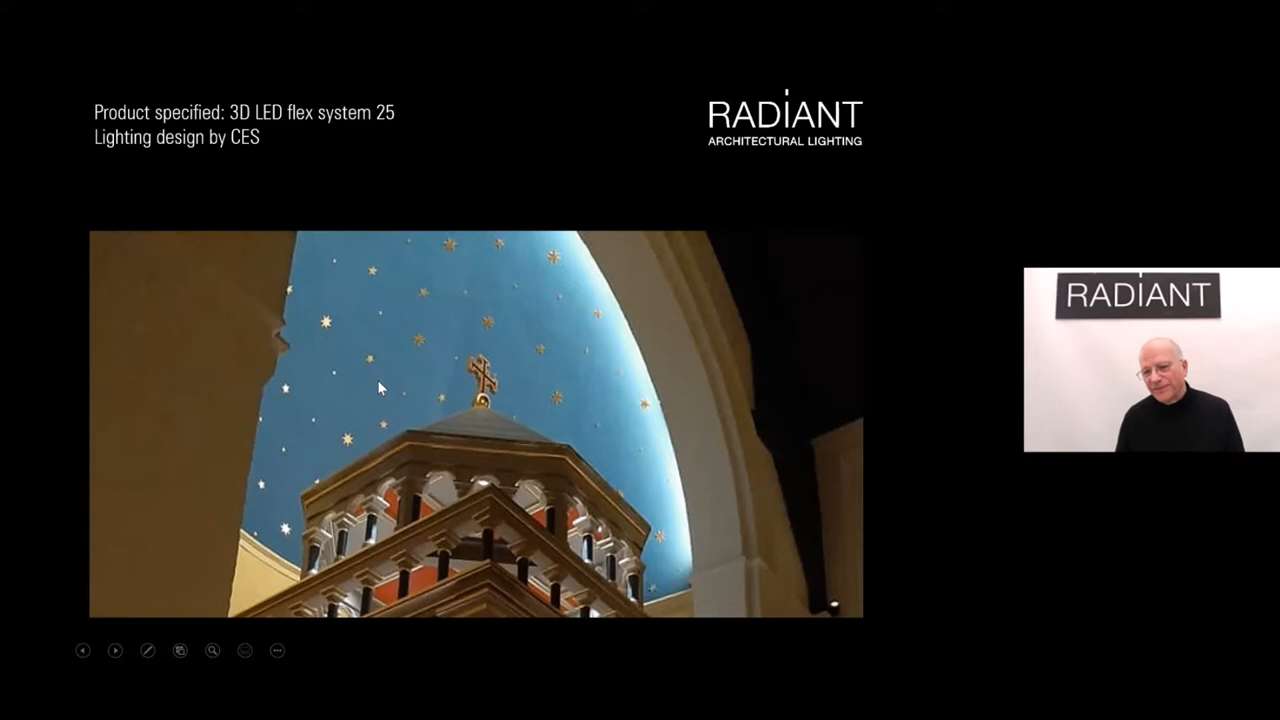 Product specified: 3D LED flex system 25
Lighting design by CES
RADIANT
ARCHITECTURAL LIGHTING
RADIANT